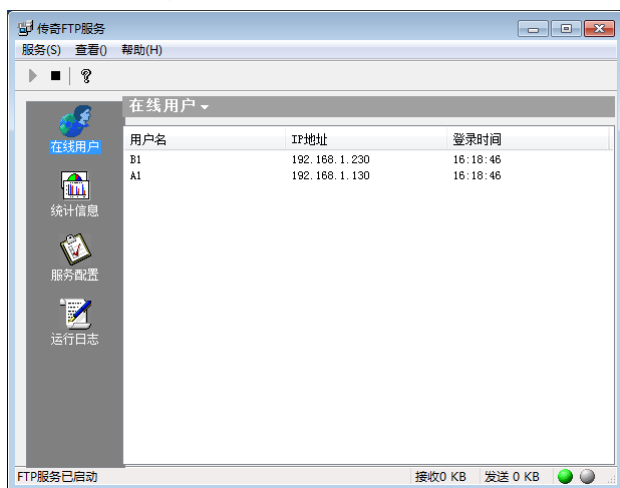 传奇FTP服务
服务(S) 查看() 帮助(H)
在线用户
在线用户
统计信息
服务配置
运行日志
用户名 IP地址 登录时间
B1 192.168.1.230 16:18:46
A1 192.168.1.130 16:18:46
FTP服务已启动 接收0 KB 发送 0 KB